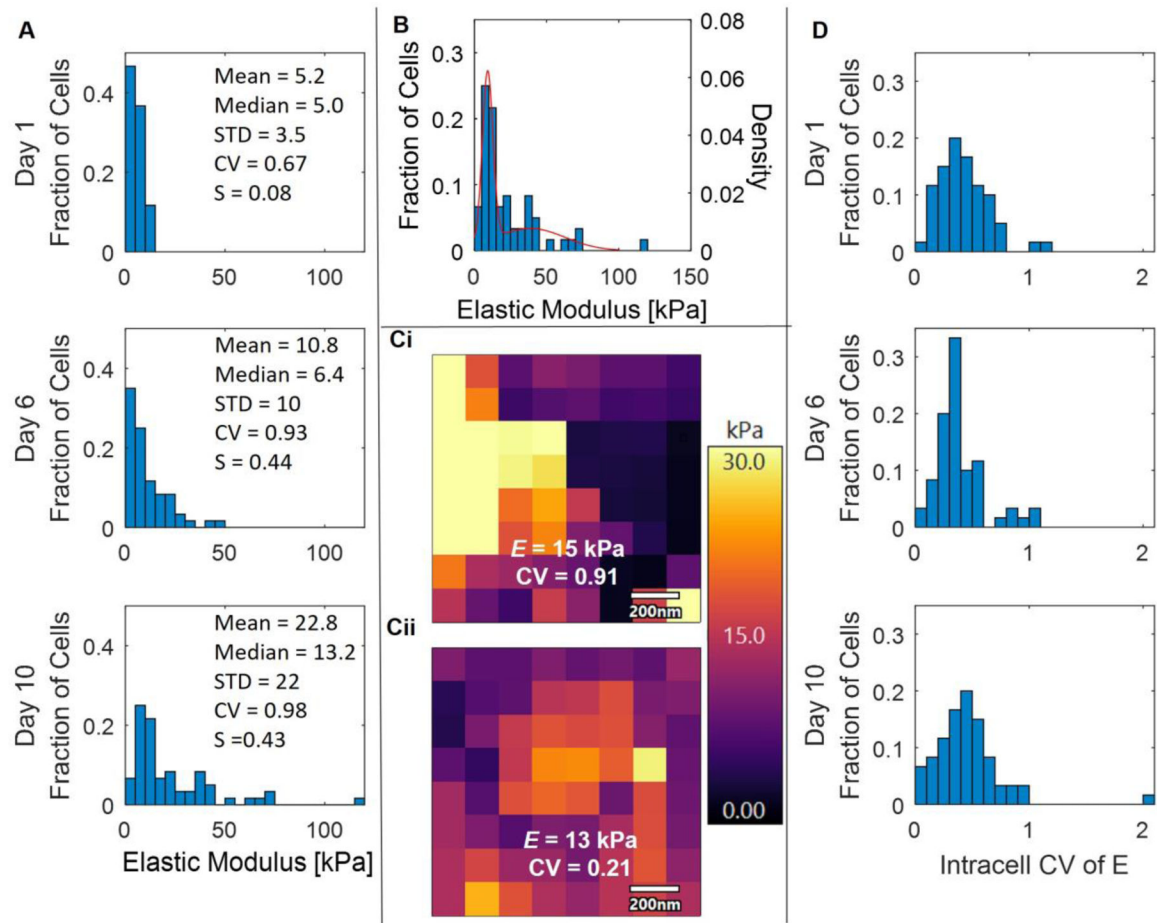 A
Day 1
Fraction of Cells
0.4
0.2
0
Mean = 5.2
Median = 5.0
STD = 3.5
CV = 0.67
S = 0.08
0 50 100
Day 6
Fraction of Cells
0.4
0.2
0
Mean = 10.8
Median = 6.4
STD = 10
CV = 0.93
S = 0.44
0 50 100
Day 10
Fraction of Cells
0.4
0.2
0
Mean = 22.8
Median = 13.2
STD = 22
CV = 0.98
S =0.43
0 50 100
Elastic Modulus [kPa]
B
Fraction of Cells
0.3
0.2
0.1
0
0.08
0.06
0.04
0.02
0
Density
0 50 100 150
Elastic Modulus [kPa]
Ci
E = 15 kPa
CV = 0.91
200nm
Cii
E = 13 kPa
CV = 0.21
200nm
kPa
30.0
15.0
0.00
D
Day 1
Fraction of Cells
0.3
0.2
0.1
0
0 1 2
Day 6
Fraction of Cells
0.3
0.2
0.1
0
0 1 2
Day 10
Fraction of Cells
0.3
0.2
0.1
0
0 1 2
Intracell CV of E